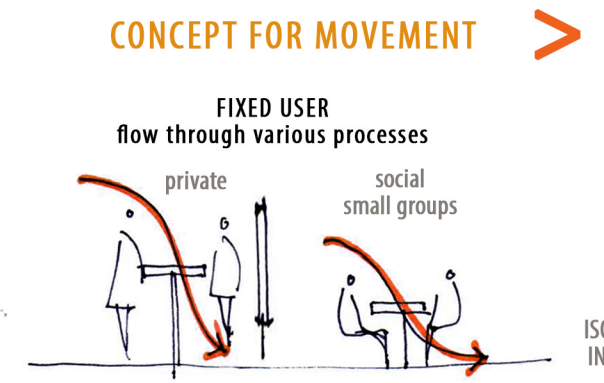 CONCEPT FOR MOVEMENT >
FIXED USER
flow through various processes
private
social
small groups